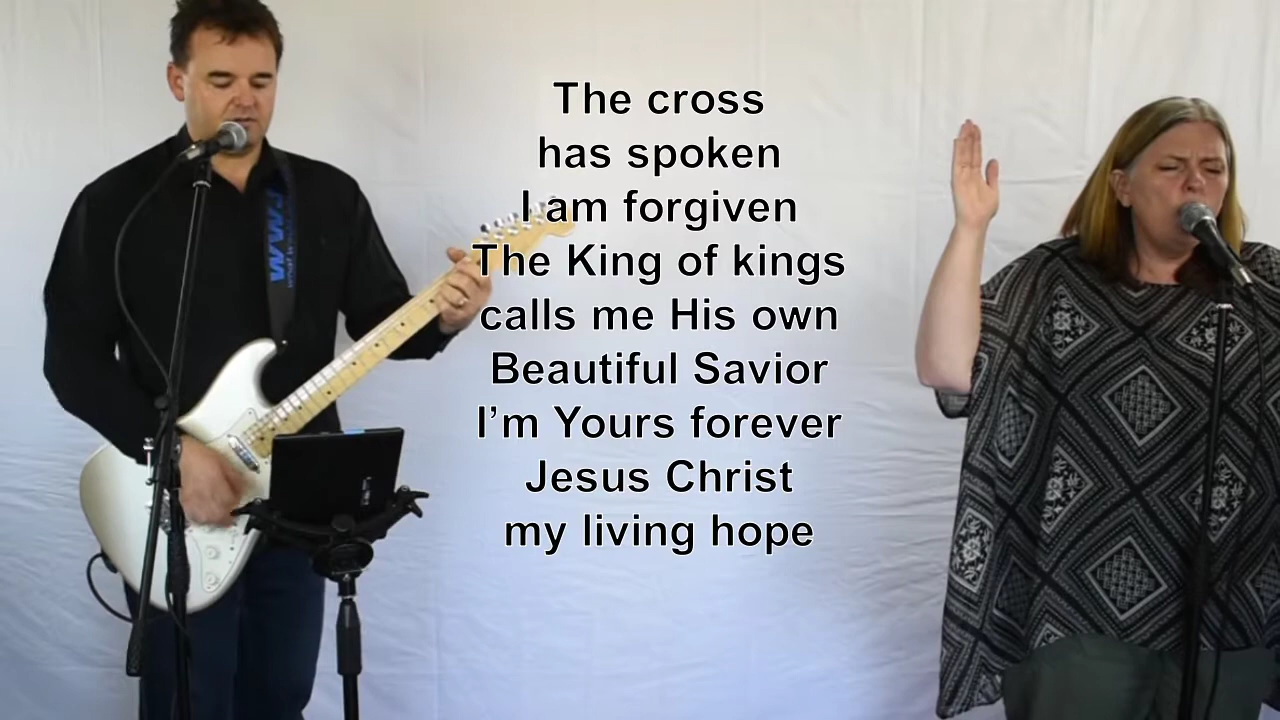 The cross
has spoken
I am forgiven
The King of kings
calls me His own
Beautiful Savior
I’m Yours forever
Jesus Christ
my living hope